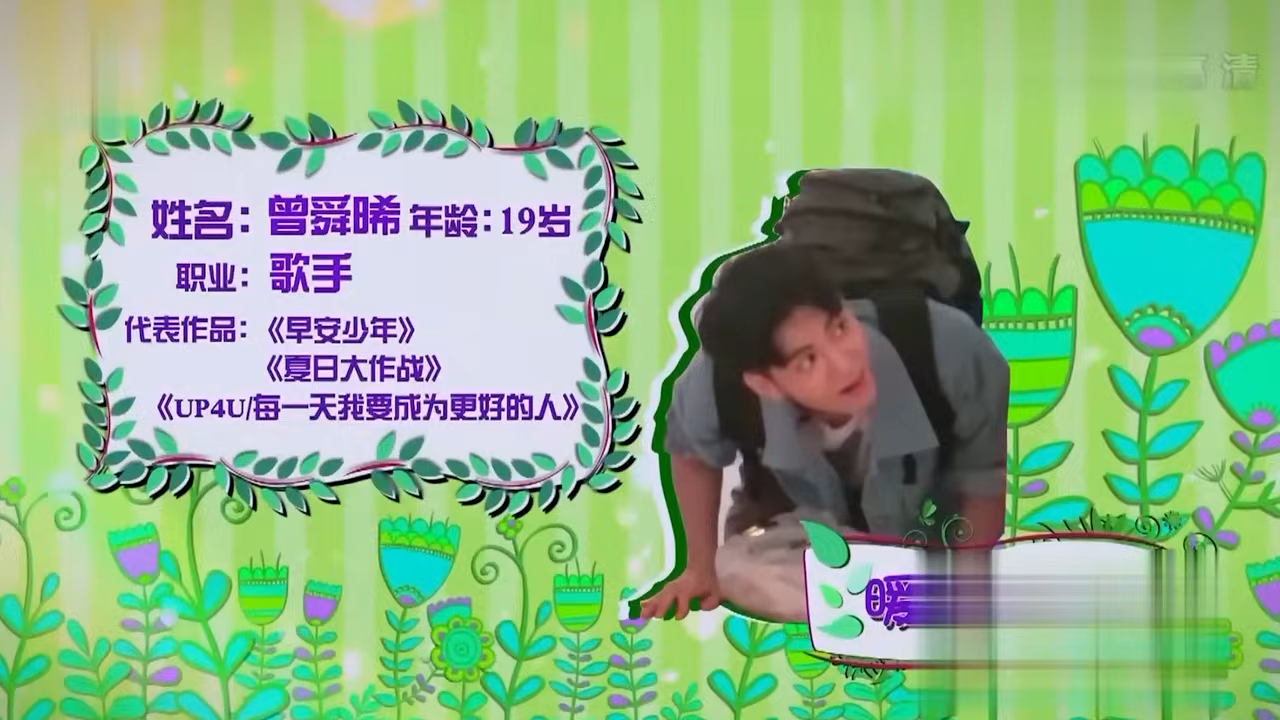 姓名：曾舜晞 年龄：19岁
职业：歌手
代表作品：《早安少年》
《夏日大作战》
《UP4U/每一天我要成为更好的人》
清
暖